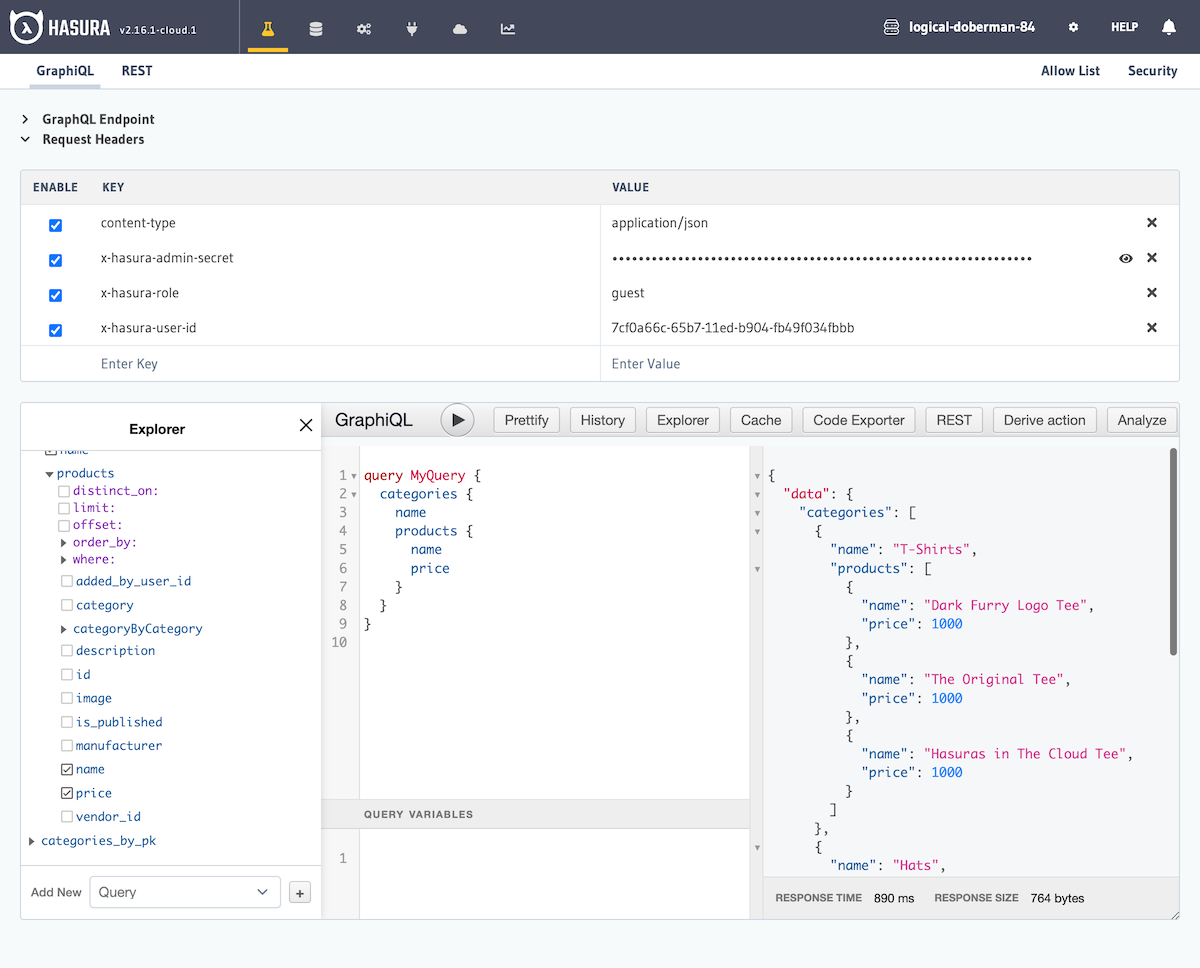 HASURA v2.16.1-cloud.1 logical-doberman-84 HELP
GraphiQL REST Allow List Security
GraphQL Endpoint
Request Headers
ENABLE KEY VALUE
content-type application/json
x-hasura-admin-secret ••••••••••••••••••••••••••••••••••••••••••••••••••••••••••••••••
x-hasura-role guest
x-hasura-user-id 7cf0a66c-65b7-11ed-b904-fb49f034fbbb
Enter Key Enter Value
Explorer
name
products
distinct_on:
limit:
offset:
order_by:
where:
added_by_user_id
category
categoryByCategory
description
id
image
is_published
manufacturer
name
price
vendor_id
categories_by_pk
Add New Query +
GraphiQL Prettify History Explorer Cache Code Exporter REST Derive action Analyze
1 query MyQuery {
2 categories {
3 name
4 products {
5 name
6 price
7 }
8 }
9 }
10
QUERY VARIABLES
1
{
"data": {
"categories": [
{
"name": "T-Shirts",
"products": [
{
"name": "Dark Furry Logo Tee",
"price": 1000
},
{
"name": "The Original Tee",
"price": 1000
},
{
"name": "Hasuras in The Cloud Tee",
"price": 1000
}
]
},
{
"name": "Hats",
RESPONSE TIME 890 ms RESPONSE SIZE 764 bytes